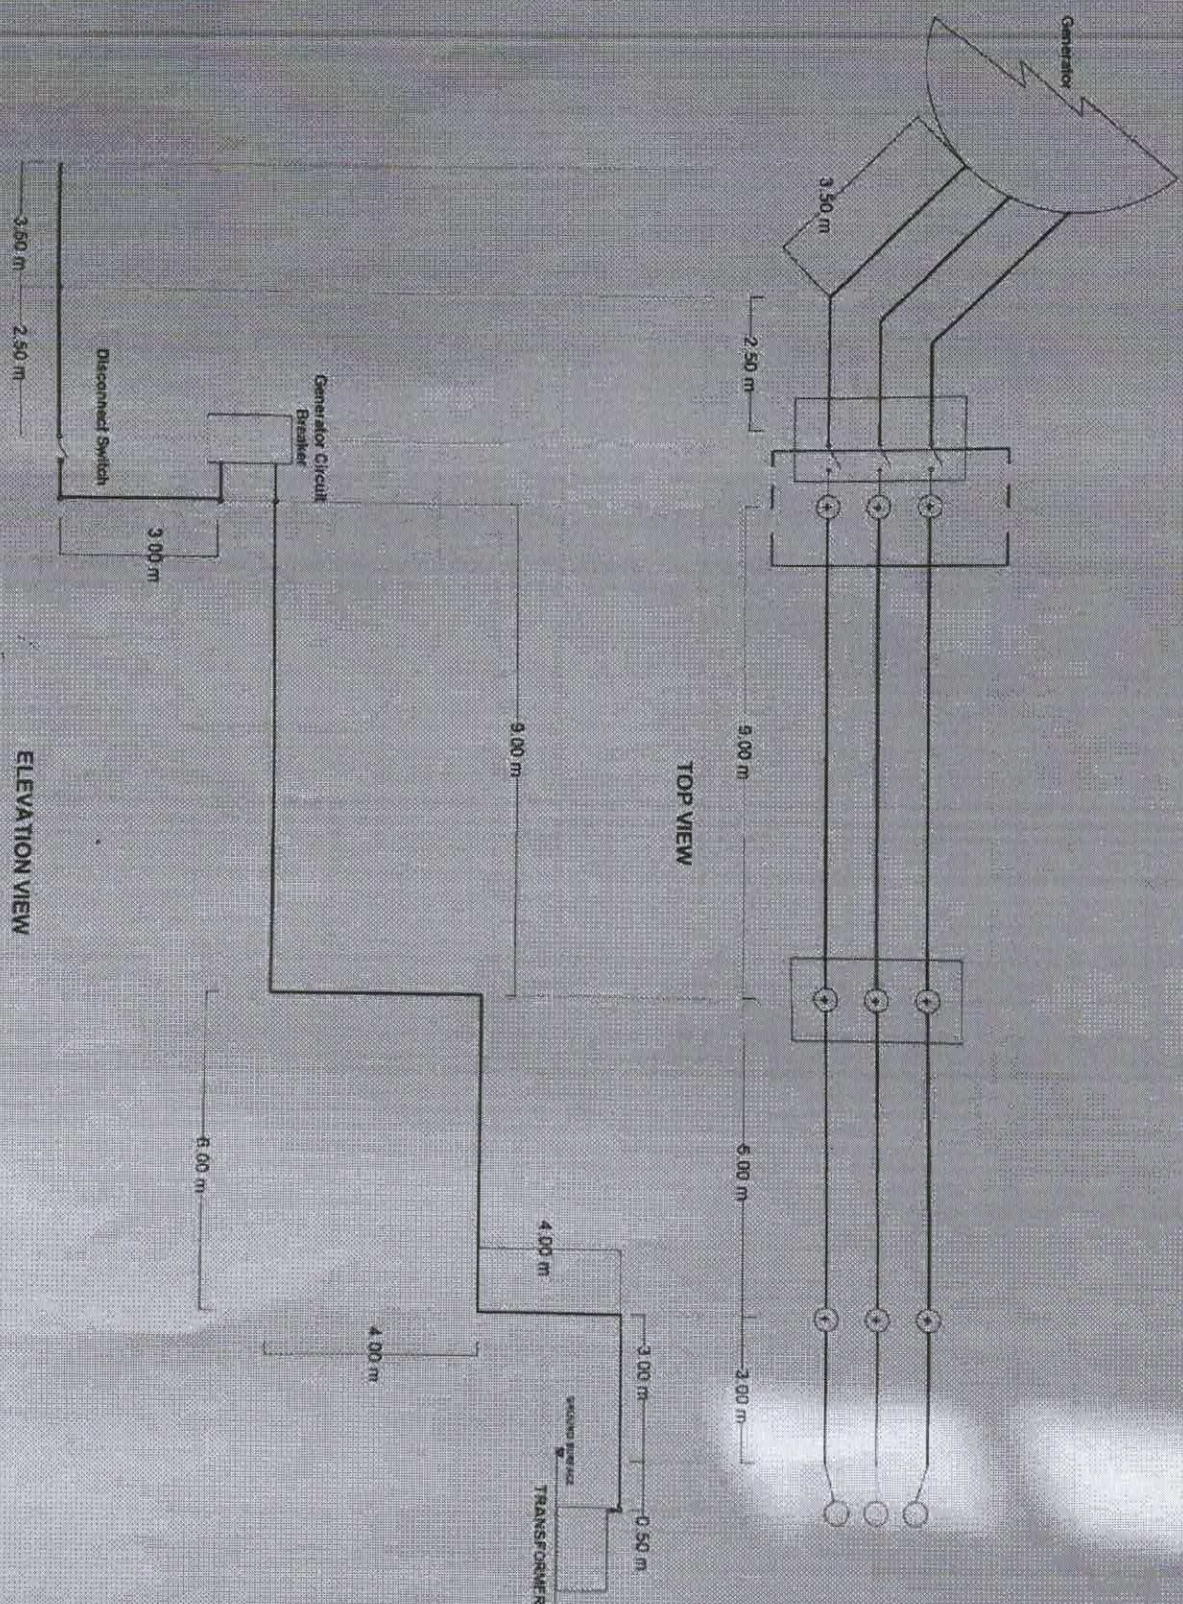 Generator
3.50 m
2.50 m
9.00 m
6.00 m
3.00 m
TOP VIEW
9.00 m
4.00 m
3.00 m
0.50 m
GROUND SURFACE
TRANSFORMER
Generator Circuit
Breaker
Disconnect Switch
3.00 m
6.00 m
4.00 m
3.50 m
2.50 m
ELEVATION VIEW